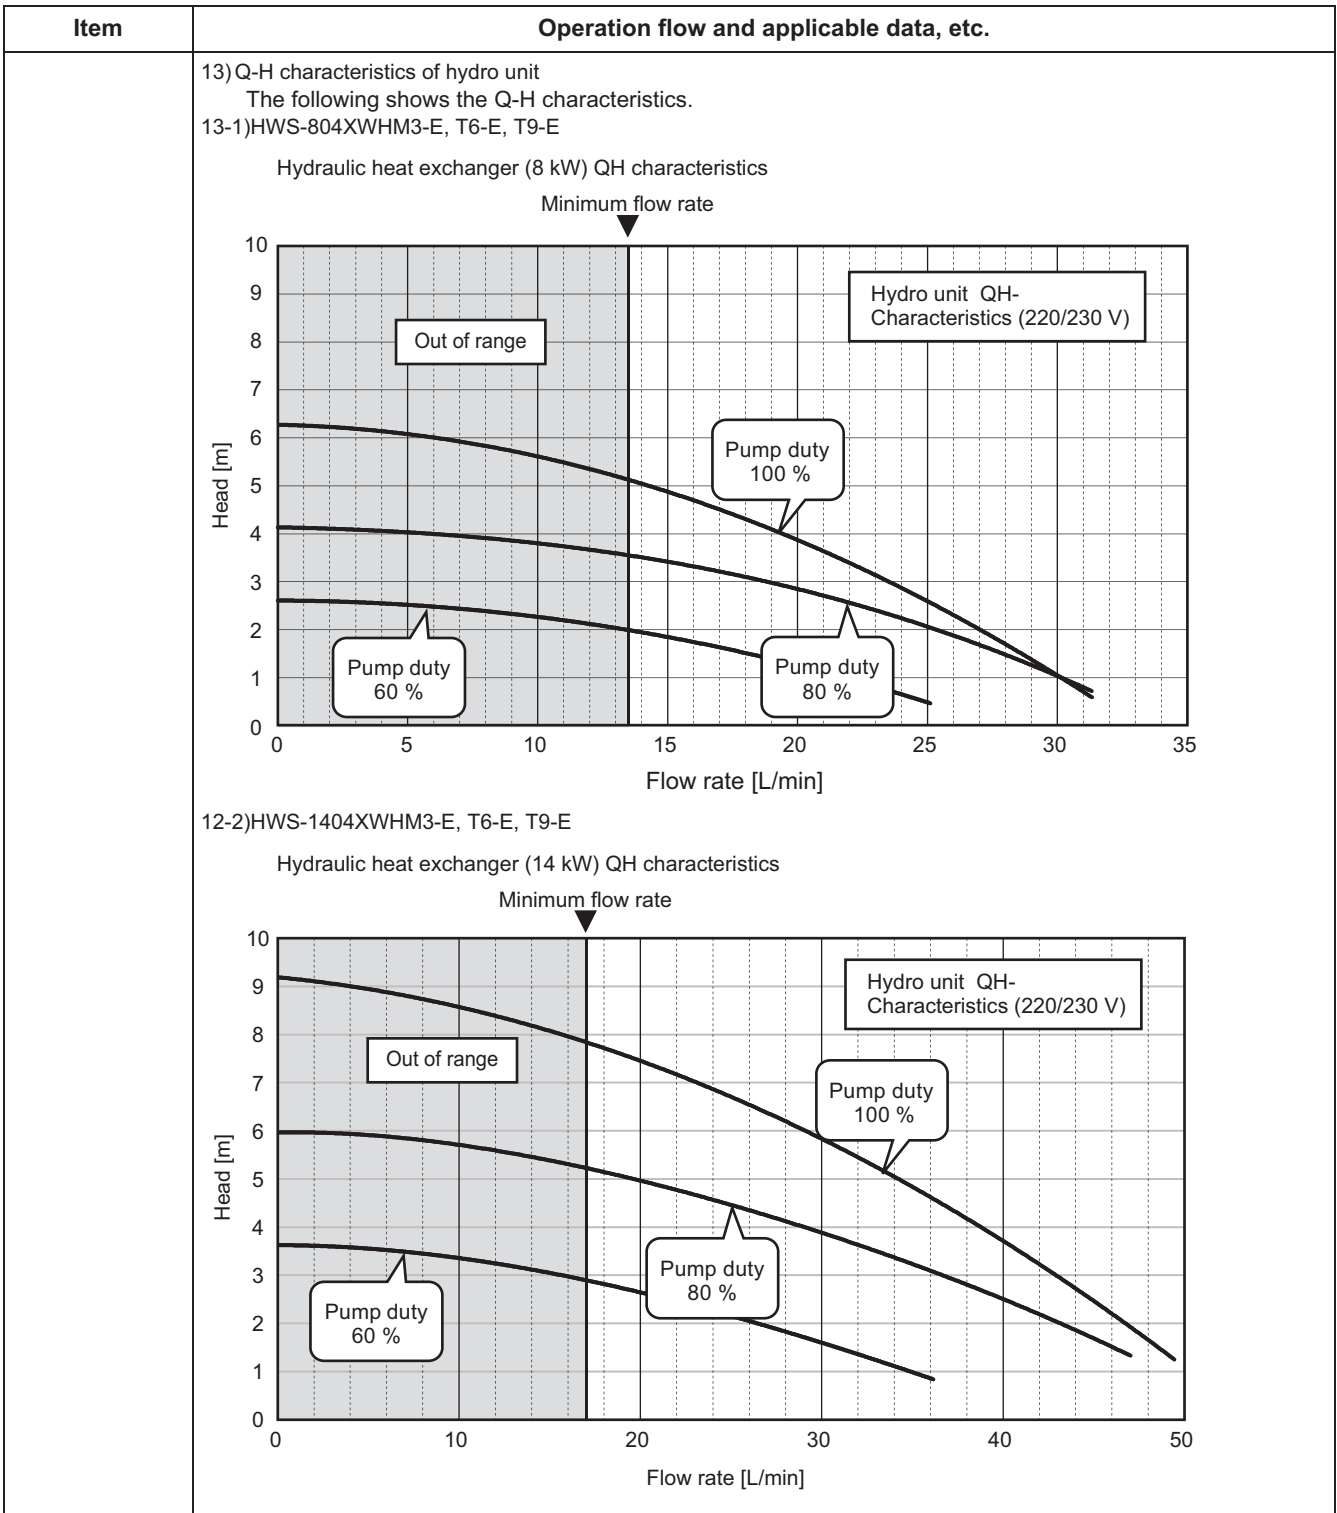 Item
Operation flow and applicable data, etc.
13) Q-H characteristics of hydro unit
The following shows the Q-H characteristics.
13-1)HWS-804XWHM3-E, T6-E, T9-E
Hydraulic heat exchanger (8 kW) QH characteristics
Minimum flow rate
10
9
8
7
6
5
4
3
2
1
0
Head [m]
Out of range
Hydro unit QH-
Characteristics (220/230 V)
Pump duty
100 %
Pump duty
60 %
Pump duty
80 %
0 5 10 15 20 25 30 35
Flow rate [L/min]
12-2)HWS-1404XWHM3-E, T6-E, T9-E
Hydraulic heat exchanger (14 kW) QH characteristics
Minimum flow rate
10
9
8
7
6
5
4
3
2
1
0
Head [m]
Out of range
Hydro unit QH-
Characteristics (220/230 V)
Pump duty
100 %
Pump duty
80 %
Pump duty
60 %
0 10 20 30 40 50
Flow rate [L/min]